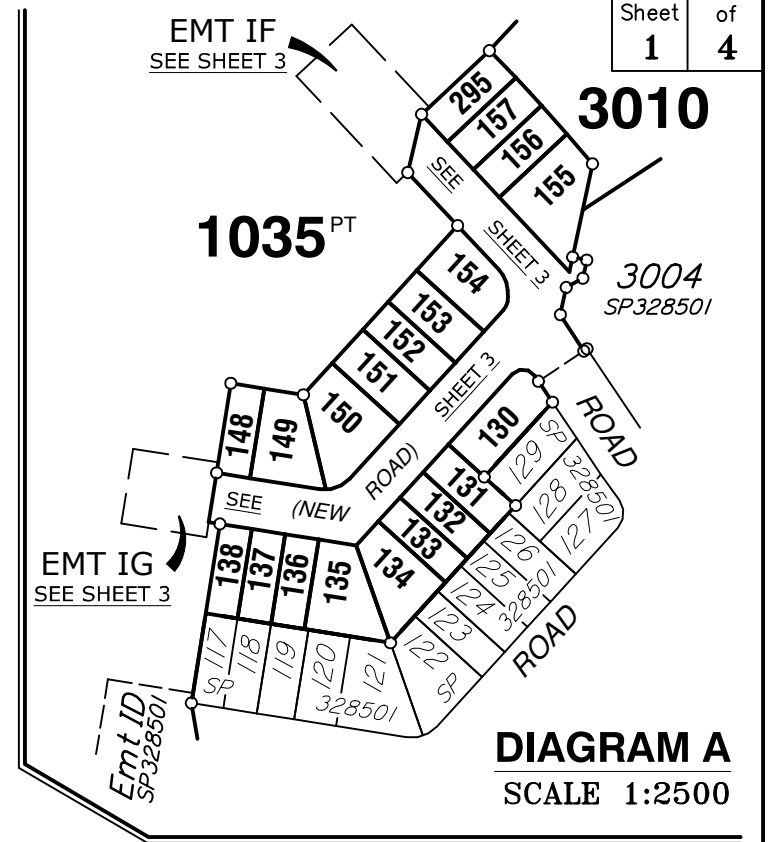 Sheet of
1 4
EMT IF
SEE SHEET 3
295
157
156
155
3010
SEE
SHEET 3
1035 PT
3004
SP328501
154
153
152
151
150
SHEET 3
148
149
130
ROAD
129
SP 328501
128
127
131
132
133
134
SEE
(NEW ROAD)
EMT IG
SEE SHEET 3
138
137
136
135
126
125
124
123
122
SP 328501
ROAD
117
118
119
120
121
SP 328501
Emt ID
SP328501
DIAGRAM A
SCALE 1:2500